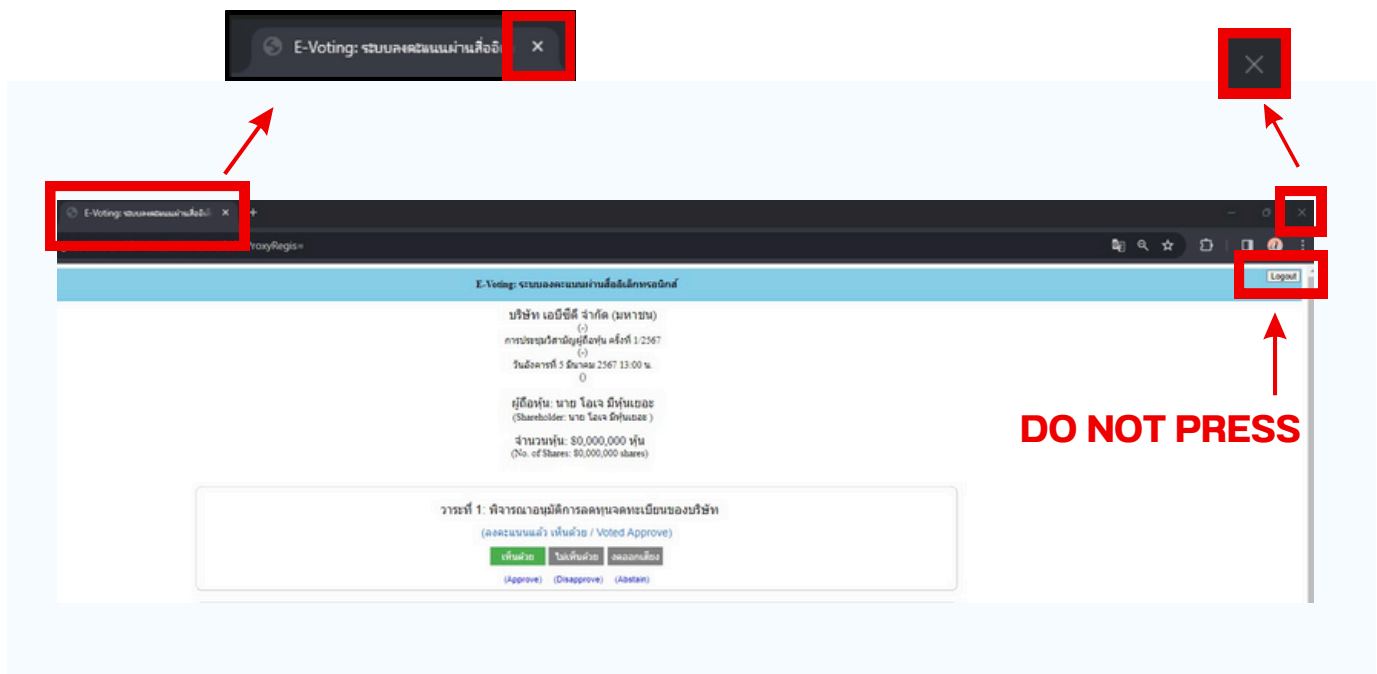 E-Voting: ระบบลงคะแนนผ่านสื่ออิ
E-Voting: ระบบลงคะแนนผ่านสื่ออิเ
ProxyRegis=
Logout
E-Voting: ระบบลงคะแนนผ่านสื่ออิเล็กทรอนิกส์
บริษัท เอบีซีดี จำกัด (มหาชน)
(-)
การประชุมวิสามัญผู้ถือหุ้น ครั้งที่ 1/2567
(-)
วันอังคารที่ 5 มีนาคม 2567 13:00 น.
()
ผู้ถือหุ้น: นาย โอเจ มีหุ้นเยอะ
(Shareholder: นาย โอเจ มีหุ้นเยอะ )
จำนวนหุ้น: 80,000,000 หุ้น
(No. of Shares: 80,000,000 shares)
DO NOT PRESS
วาระที่ 1: พิจารณาอนุมัติการลดทุนจดทะเบียนของบริษัท
(ลงคะแนนแล้ว เห็นด้วย / Voted Approve)
เห็นด้วย ไม่เห็นด้วย งดออกเสียง
(Approve) (Disapprove) (Abstain)